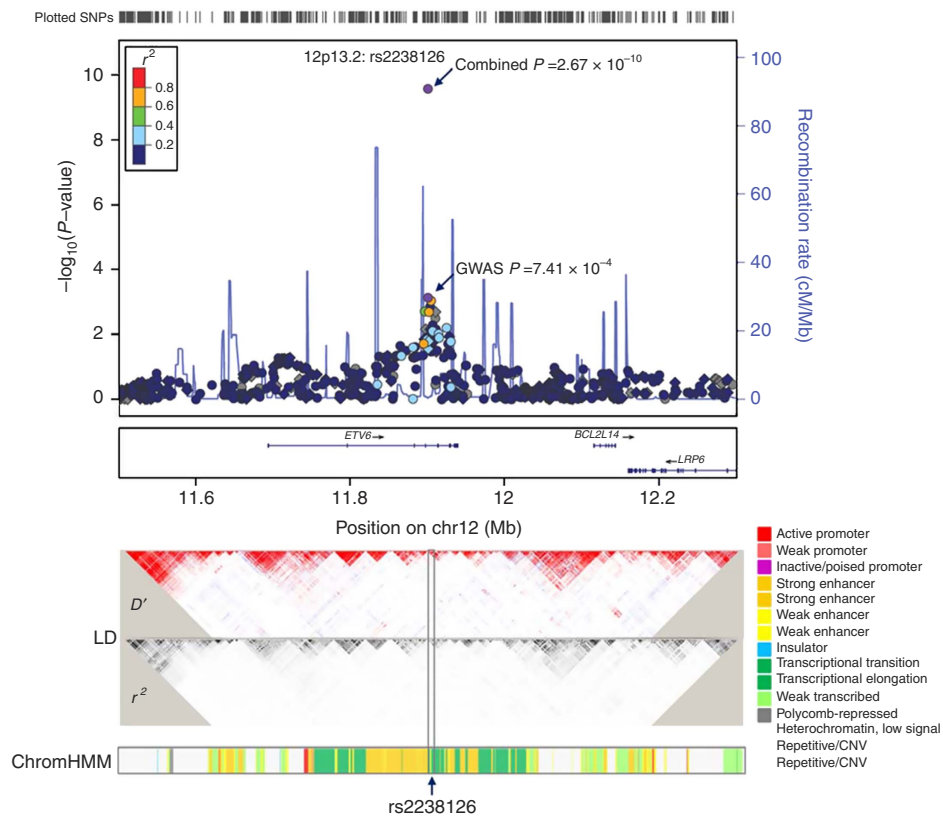 Plotted SNPs
r²
0.8
0.6
0.4
0.2
12p13.2: rs2238126
Combined P =2.67 × 10⁻¹⁰
GWAS P =7.41 × 10⁻⁴
−log₁₀(P−value)
10
8
6
4
2
0
Recombination rate (cM/Mb)
100
80
60
40
20
0
ETV6
BCL2L14
LRP6
11.6
11.8
12
12.2
Position on chr12 (Mb)
D′
LD
r²
ChromHMM
rs2238126
Active promoter
Weak promoter
Inactive/poised promoter
Strong enhancer
Strong enhancer
Weak enhancer
Weak enhancer
Insulator
Transcriptional transition
Transcriptional elongation
Weak transcribed
Polycomb-repressed
Heterochromatin, low signal
Repetitive/CNV
Repetitive/CNV